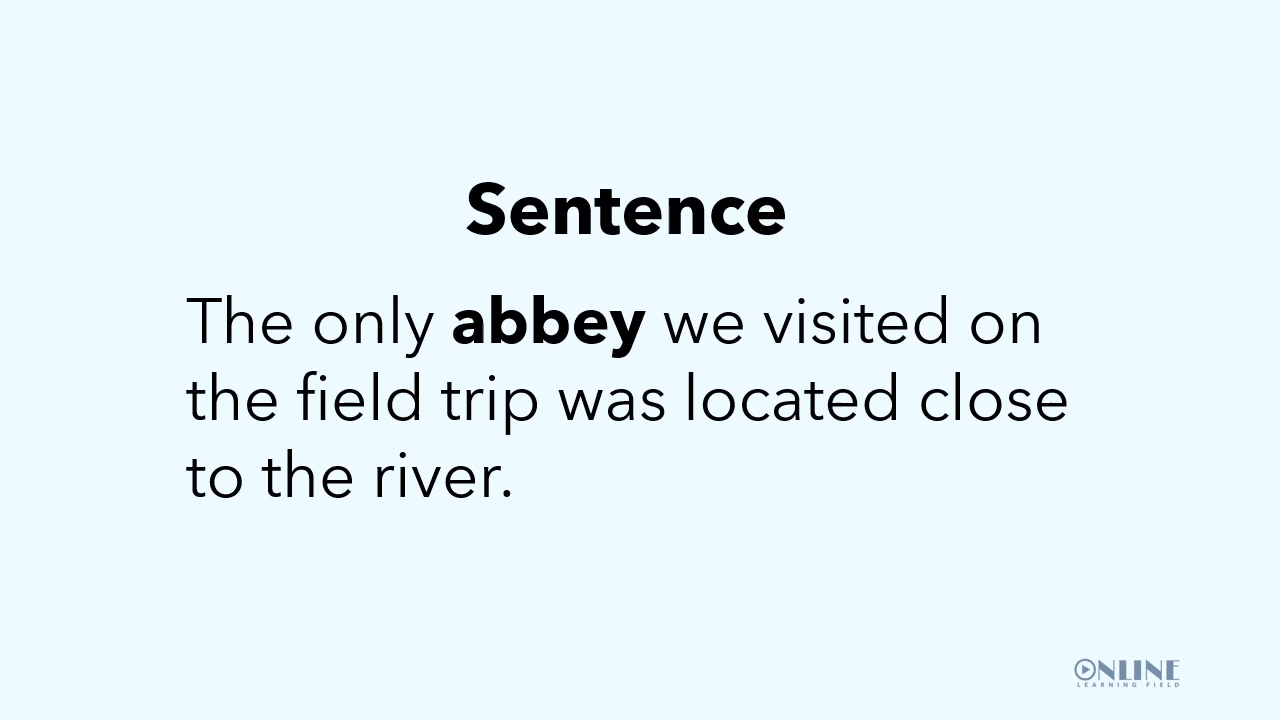 Sentence
The only abbey we visited on
the field trip was located close
to the river.
ONLINE
LEARNING FIELD